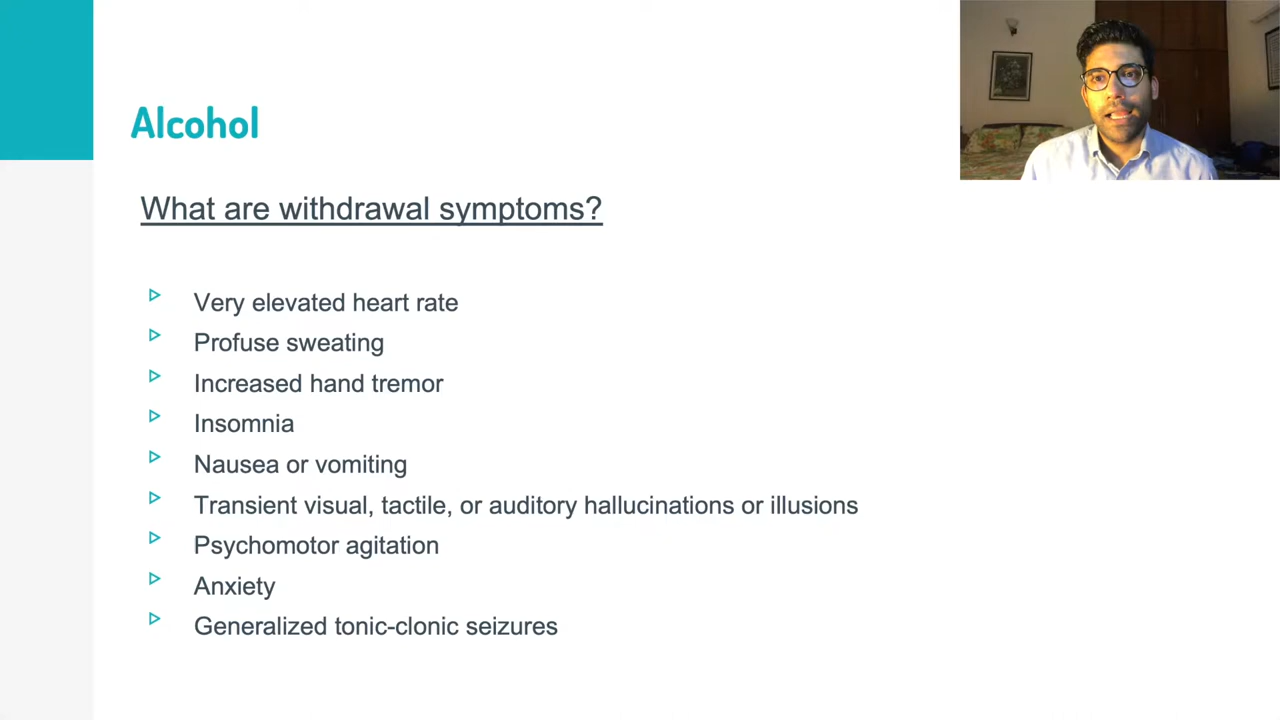 Alcohol
What are withdrawal symptoms?
Very elevated heart rate
Profuse sweating
Increased hand tremor
Insomnia
Nausea or vomiting
Transient visual, tactile, or auditory hallucinations or illusions
Psychomotor agitation
Anxiety
Generalized tonic-clonic seizures